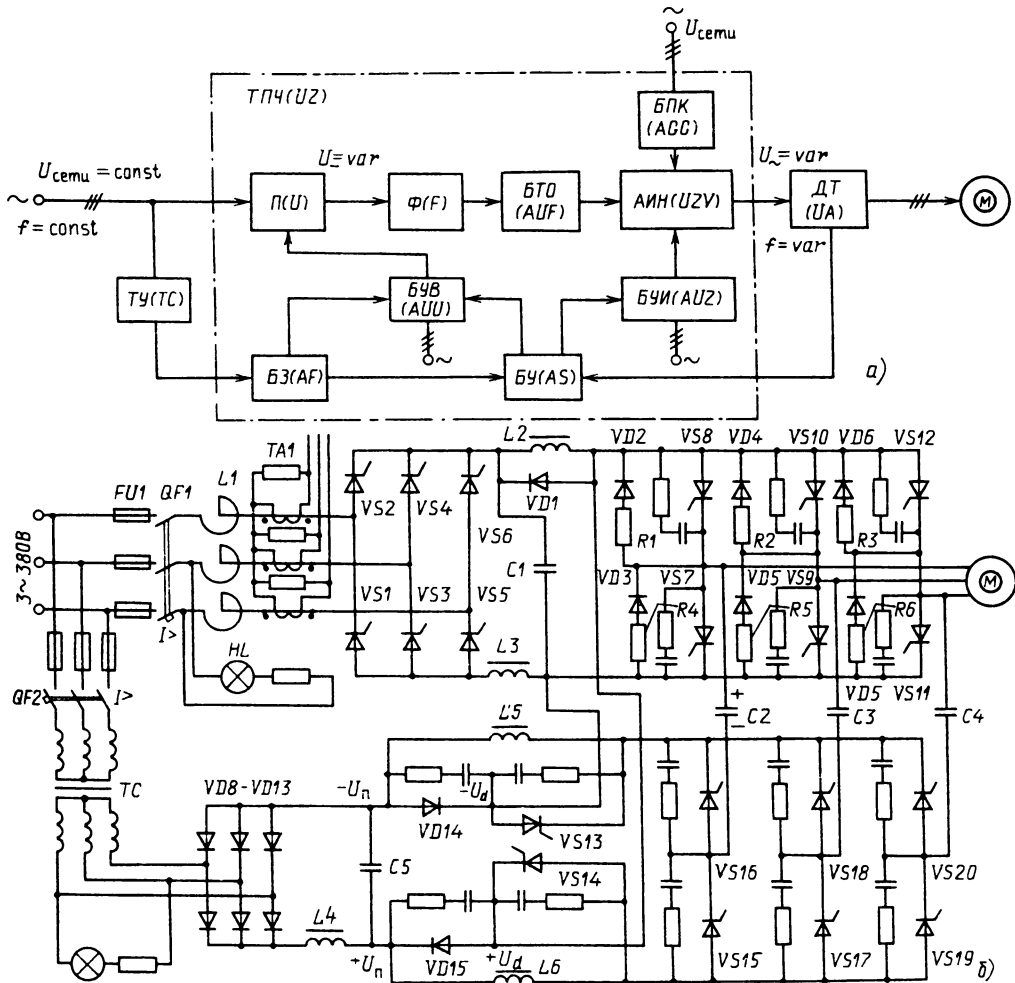 ~
Uсети
ТПЧ(UZ)
БПК
(ACC)
Uсети = const
U= = var
U~ = var
~
П(U)
Ф(F)
БТО
(AUF)
АИН(UZV)
ДТ
(UA)
М
f = const
f = var
ТУ(TC)
БУВ
(AUU)
БУИ(AUZ)
~
~
БЗ(AF)
БУ(AS)
а)
TA1
L2
VD2
VS8
VD4
VS10
VD6
VS12
FU1
QF1
L1
VD1
VS2
VS4
VS6
R1
R2
R3
3~380В
C1
VD3
VS7
VD5
VS9
М
VS1
VS3
VS5
R4
R5
R6
I>
HL
L3
VD5
VS11
QF2
I>
+
– C2
C3
C4
L5
TC
VD8-VD13
–Uп
–Ud
VD14
VS13
C5
VS14
VS16
VS18
VS20
L4
+Uп
VD15
+Ud
L6
VS15
VS17
VS19
б)